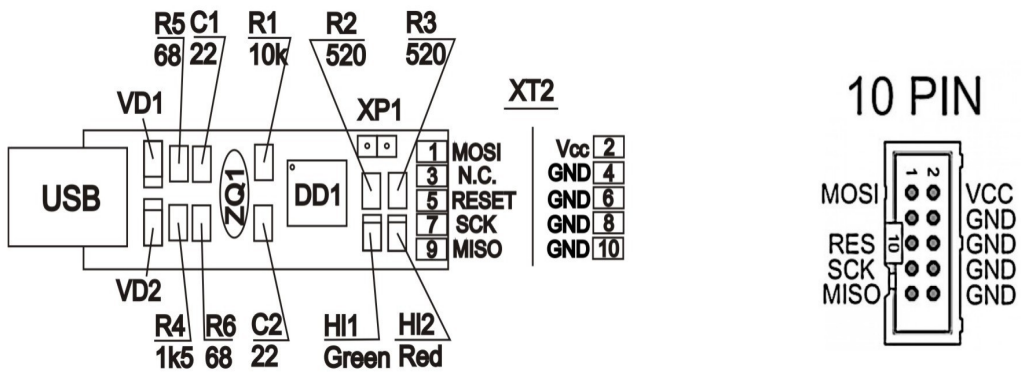 R5 C1 R1 R2 R3
68 22 10k 520 520
VD1 XP1 XT2
USB ZQ1 DD1
1 MOSI Vcc 2
3 N.C. GND 4
5 RESET GND 6
7 SCK GND 8
9 MISO GND 10
VD2
R4 R6 C2 HI1 HI2
1k5 68 22 Green Red
10 PIN
1 2
MOSI VCC
GND
RES 10 GND
SCK GND
MISO GND